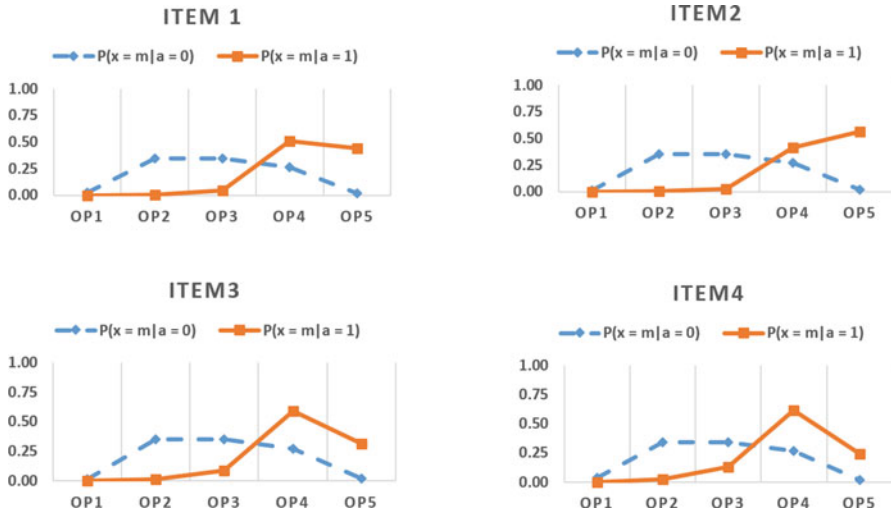 ITEM 1
P(x = m|a = 0) P(x = m|a = 1)
1.00
0.75
0.50
0.25
0.00
OP1 OP2 OP3 OP4 OP5
ITEM2
P(x = m|a = 0) P(x = m|a = 1)
1.00
0.75
0.50
0.25
0.00
OP1 OP2 OP3 OP4 OP5
ITEM3
P(x = m|a = 0) P(x = m|a = 1)
1.00
0.75
0.50
0.25
0.00
OP1 OP2 OP3 OP4 OP5
ITEM4
P(x = m|a = 0) P(x = m|a = 1)
1.00
0.75
0.50
0.25
0.00
OP1 OP2 OP3 OP4 OP5